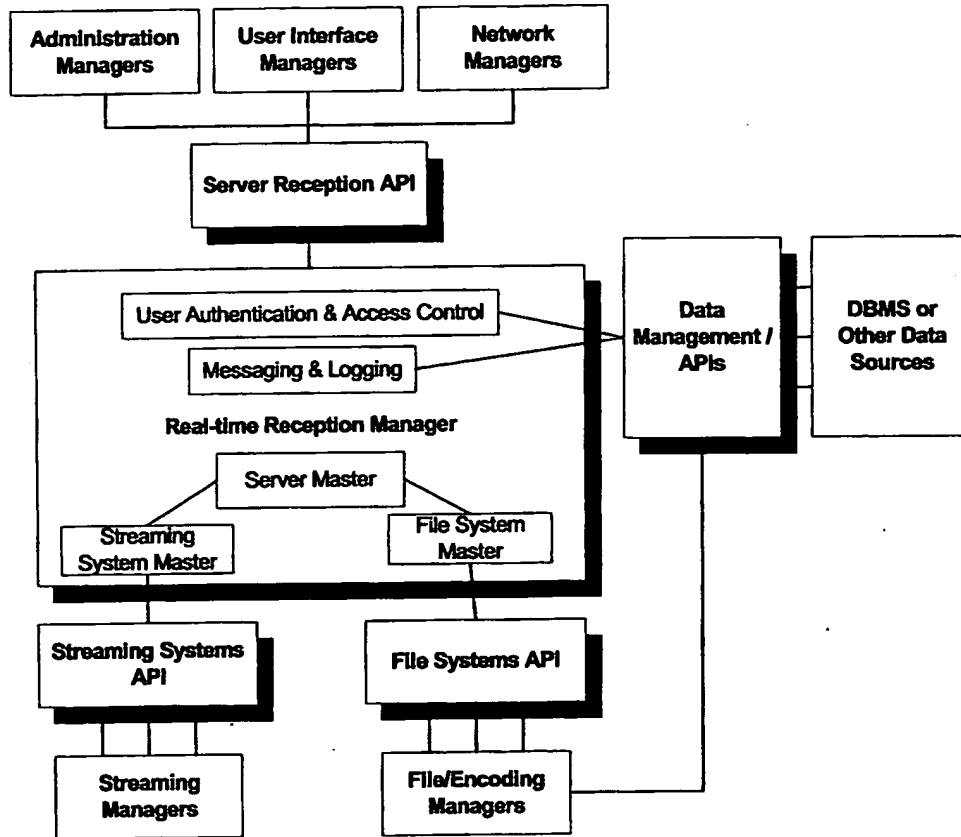 Administration
Managers
User Interface
Managers
Network
Managers
Server Reception API
User Authentication & Access Control
Messaging & Logging
Real-time Reception Manager
Server Master
Streaming
System Master
File System
Master
Data
Management /
APIs
DBMS or
Other Data
Sources
Streaming Systems
API
File Systems API
Streaming
Managers
File/Encoding
Managers